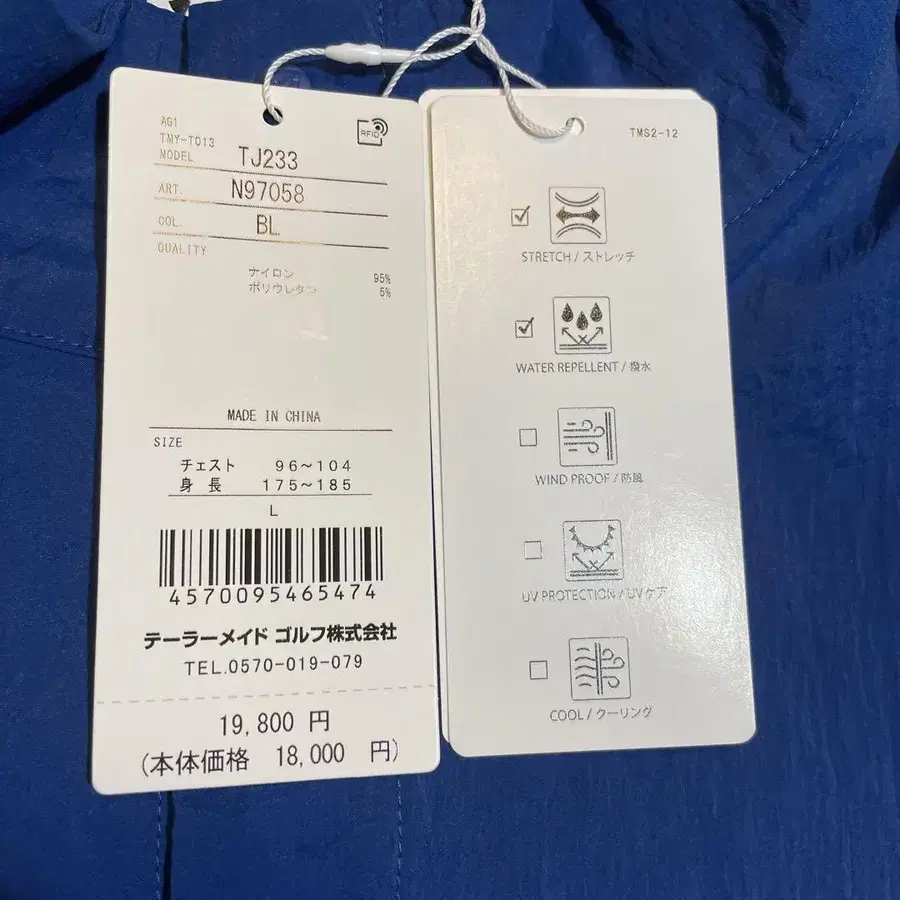 AG1
TMY-T013
MODEL TJ233
ART. N97058
COL. BL
QUALITY
ナイロン 95%
ポリウレタン 5%
MADE IN CHINA
SIZE
チェスト 96~104
身長 175~185
L
4570095465474
テーラーメイド ゴルフ株式会社
TEL.0570-019-079
19,800 円
(本体価格 18,000 円)
RFID
TMS2-12
STRETCH / ストレッチ
WATER REPELLENT / 撥水
WIND PROOF / 防風
UV PROTECTION / UVケア
COOL / クーリング